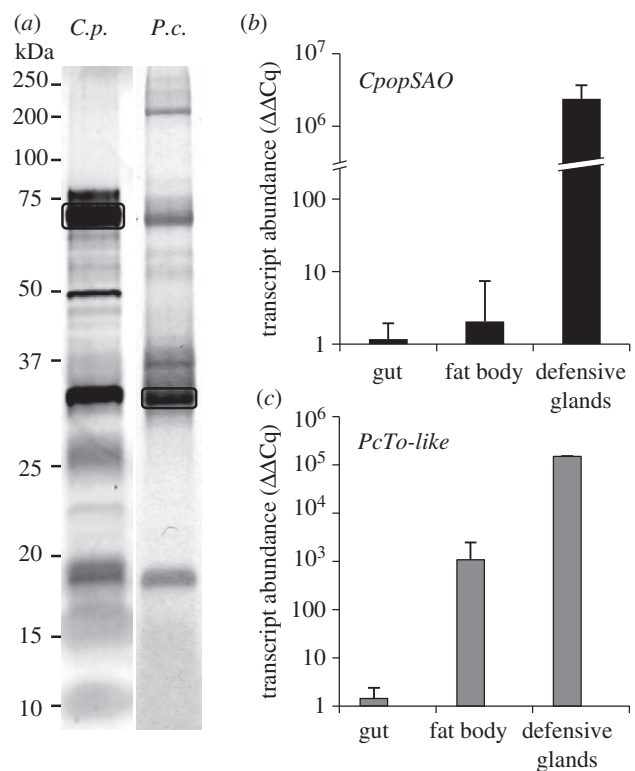 (a) C.p. P.c.
kDa
250
200
100
75
50
37
25
20
15
10
(b)
CpopSAO
transcript abundance (ΔΔCq)
10⁷
10⁶
100
10
1
gut fat body defensive
glands
(c)
PcTo-like
transcript abundance (ΔΔCq)
10⁶
10⁵
10⁴
10³
100
10
1
gut fat body defensive
glands